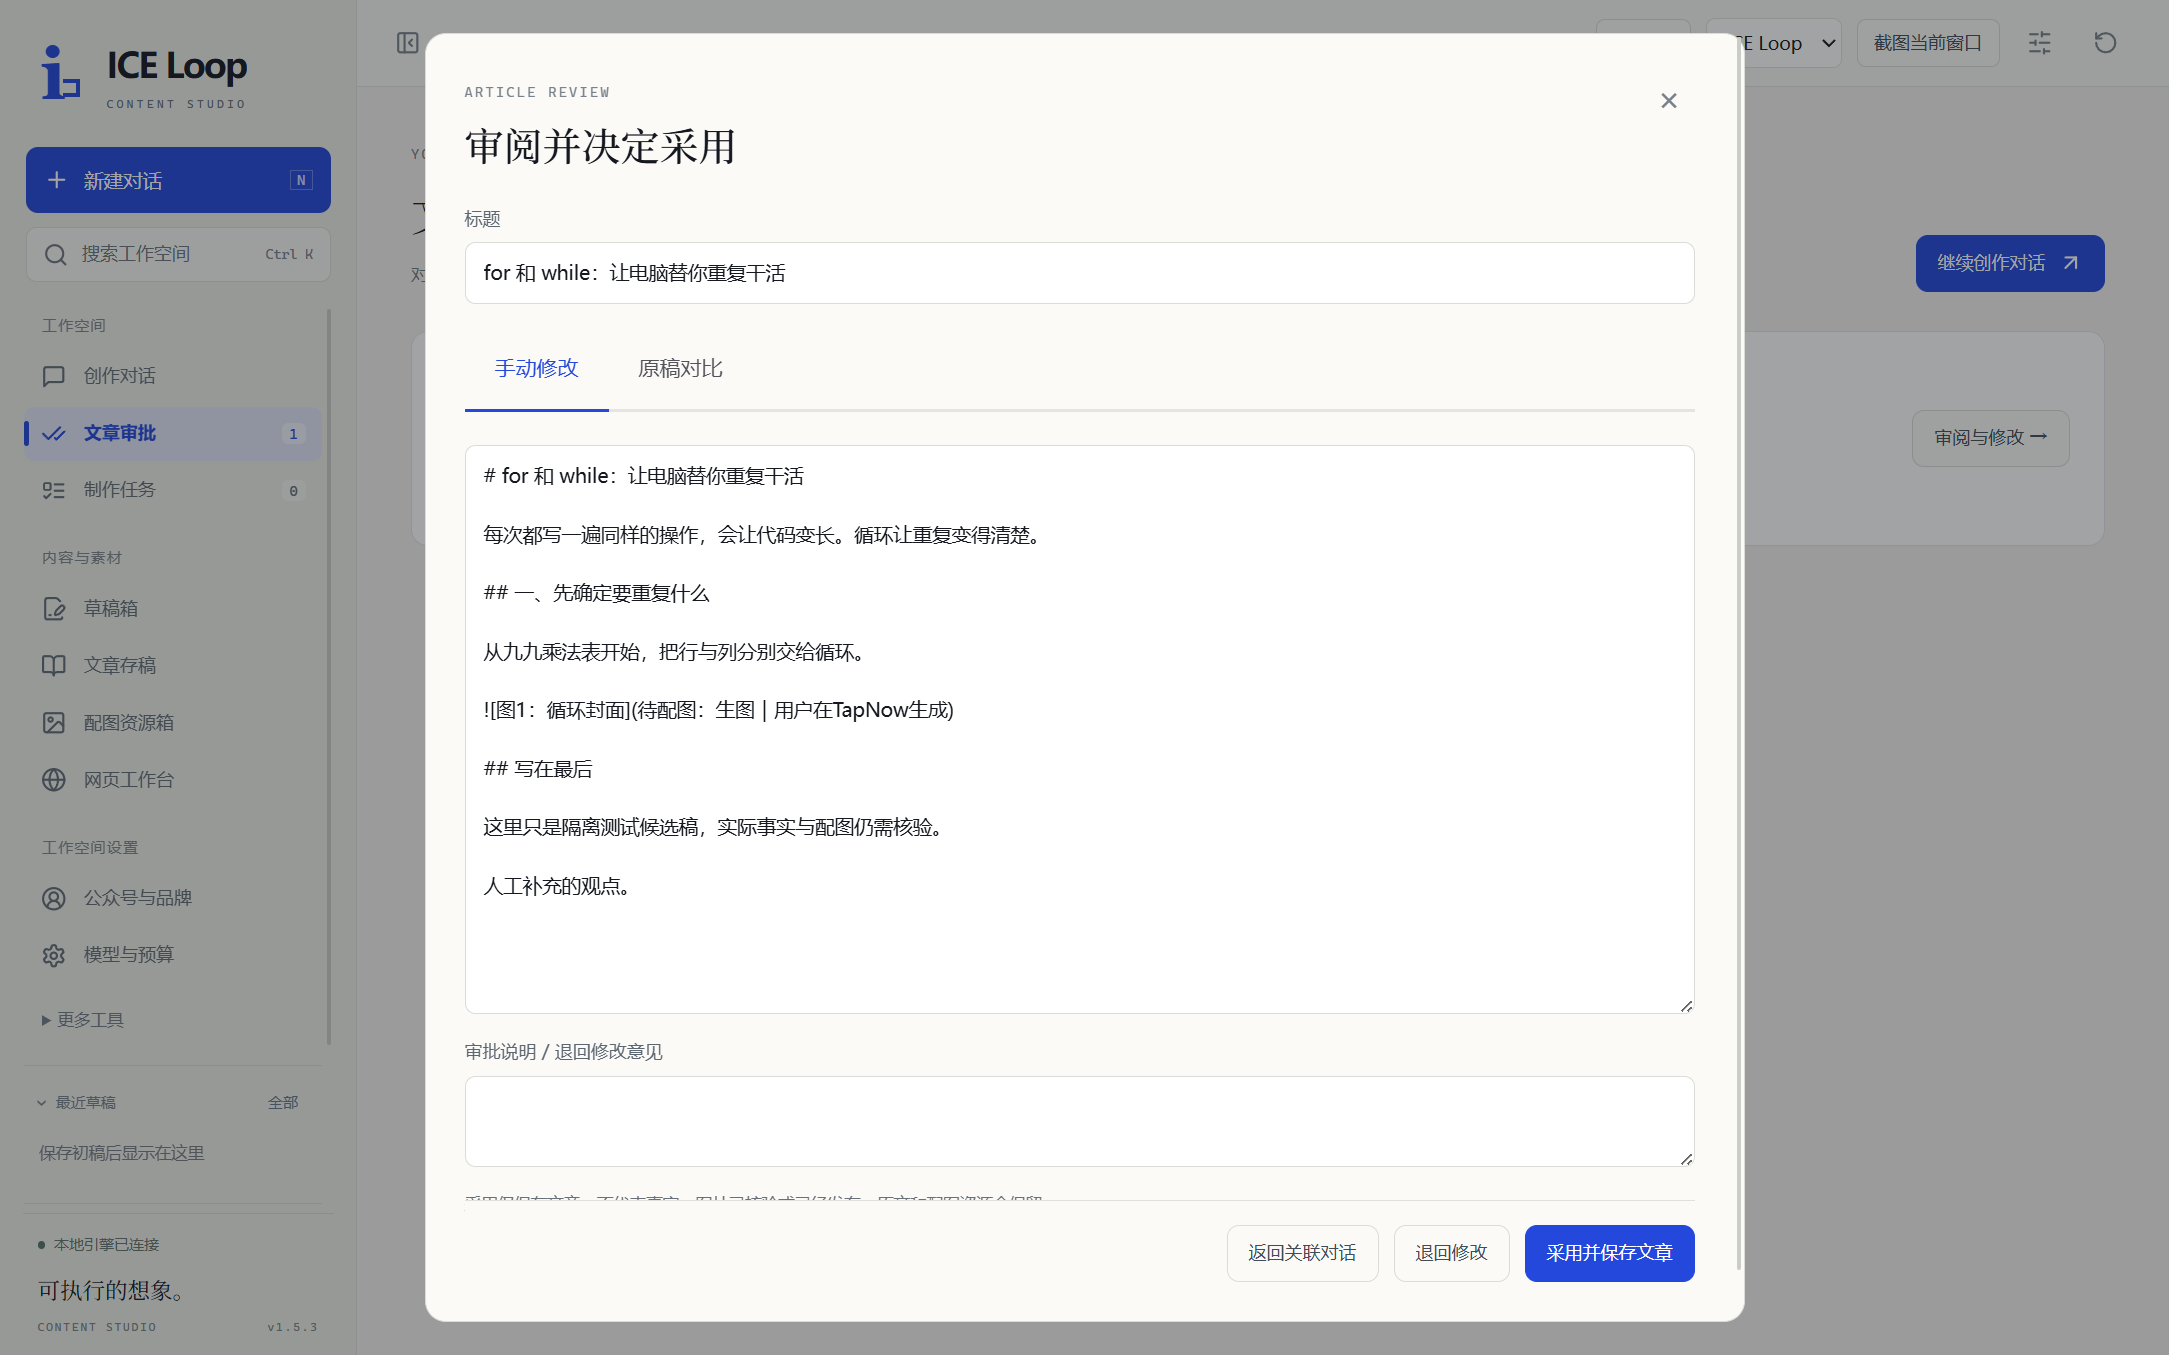 ICE Loop
CONTENT STUDIO
新建对话 N
搜索工作空间 Ctrl K
工作空间
创作对话
文章审批 1
制作任务 0
内容与素材
草稿箱
文章存稿
配图资源箱
网页工作台
工作空间设置
公众号与品牌
模型与预算
更多工具
最近草稿 全部
保存初稿后显示在这里
本地引擎已连接
可执行的想象。
CONTENT STUDIO v1.5.3
E Loop
截图当前窗口
继续创作对话
审阅与修改 →
ARTICLE REVIEW
审阅并决定采用
标题
for 和 while：让电脑替你重复干活
手动修改 原稿对比
# for 和 while：让电脑替你重复干活
每次都写一遍同样的操作，会让代码变长。循环让重复变得清楚。
## 一、先确定要重复什么
从九九乘法表开始，把行与列分别交给循环。
![图1：循环封面](待配图：生图 | 用户在TapNow生成)
## 写在最后
这里只是隔离测试候选稿，实际事实与配图仍需核验。
人工补充的观点。
审批说明 / 退回修改意见
返回关联对话 退回修改 采用并保存文章